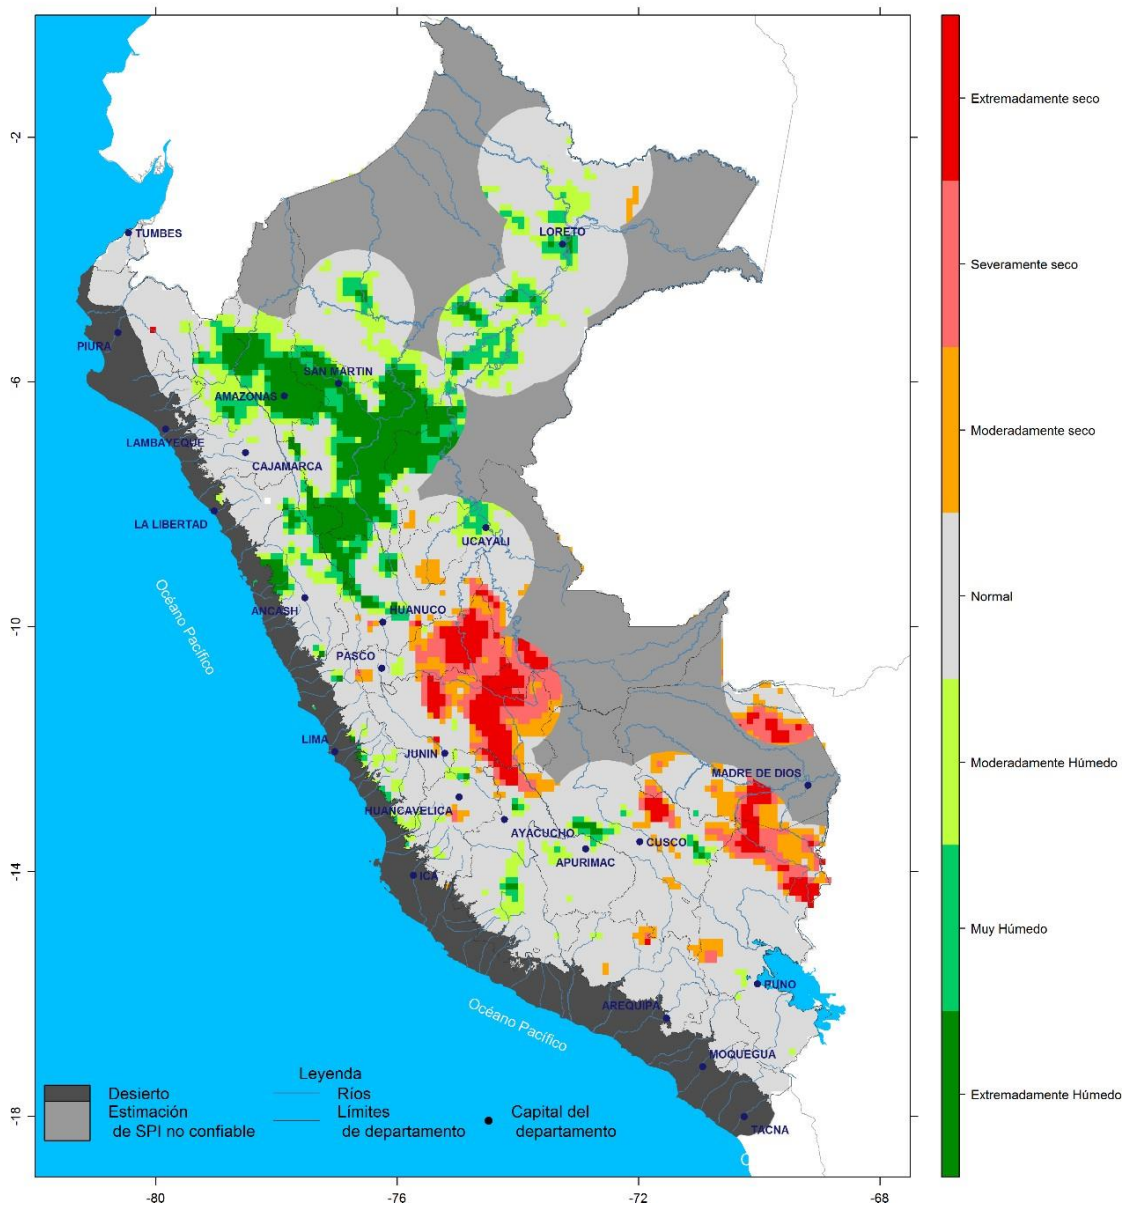 -2
-6
-10
-14
-18
-80
-76
-72
-68
TUMBES
LORETO
PIURA
SAN MARTIN
AMAZONAS
LAMBAYEQUE
CAJAMARCA
LA LIBERTAD
UCAYALI
Océano Pacífico
ANCASH
HUANUCO
PASCO
LIMA
JUNIN
MADRE DE DIOS
HUANCAVELICA
AYACUCHO
CUSCO
APURIMAC
ICA
PUNO
AREQUIPA
Océano Pacífico
MOQUEGUA
TACNA
O
Leyenda
Desierto
Estimación
de SPI no confiable
Ríos
Límites
de departamento
Capital del
departamento
Extremadamente seco
Severamente seco
Moderadamente seco
Normal
Moderadamente Húmedo
Muy Húmedo
Extremadamente Húmedo